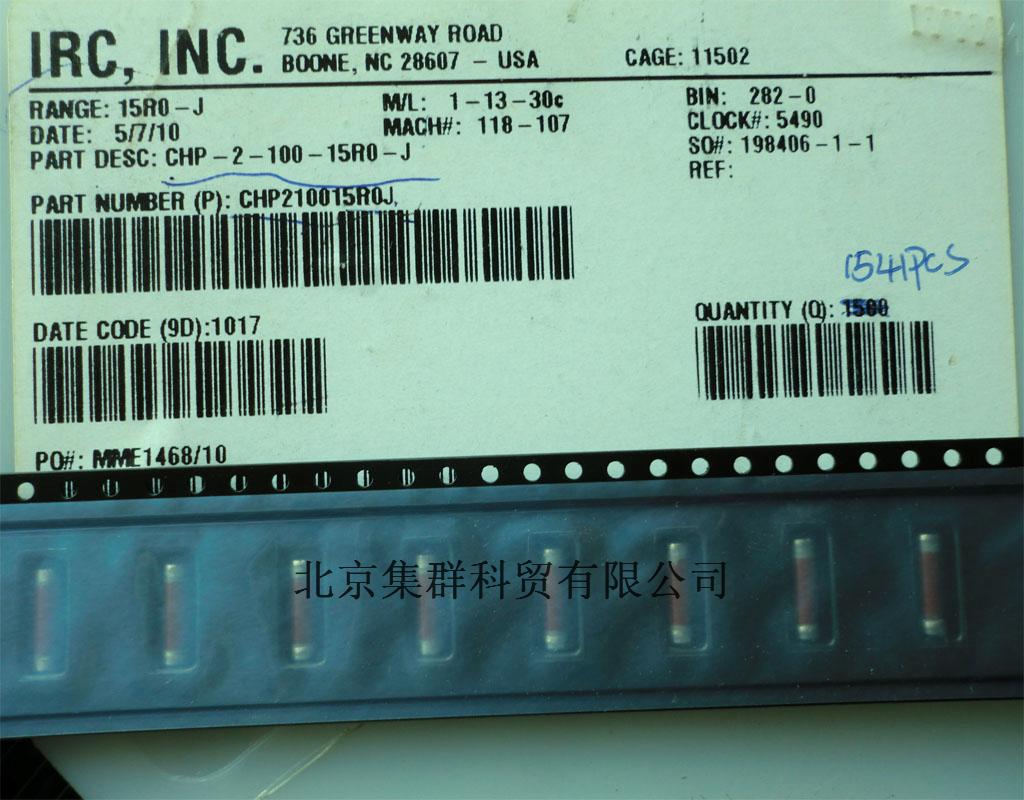 IRC, INC. 736 GREENWAY ROAD
BOONE, NC 28607 - USA CAGE: 11502
RANGE: 15R0-J M/L: 1-13-30c BIN: 282-0
DATE: 5/7/10 MACH#: 118-107 CLOCK#: 5490
PART DESC: CHP-2-100-15R0-J SO#: 198406-1-1
REF:
PART NUMBER (P): CHP210015R0J
1541PCS
DATE CODE (9D):1017 QUANTITY (Q): 1500
PO#: MME1468/10
北京集群科贸有限公司